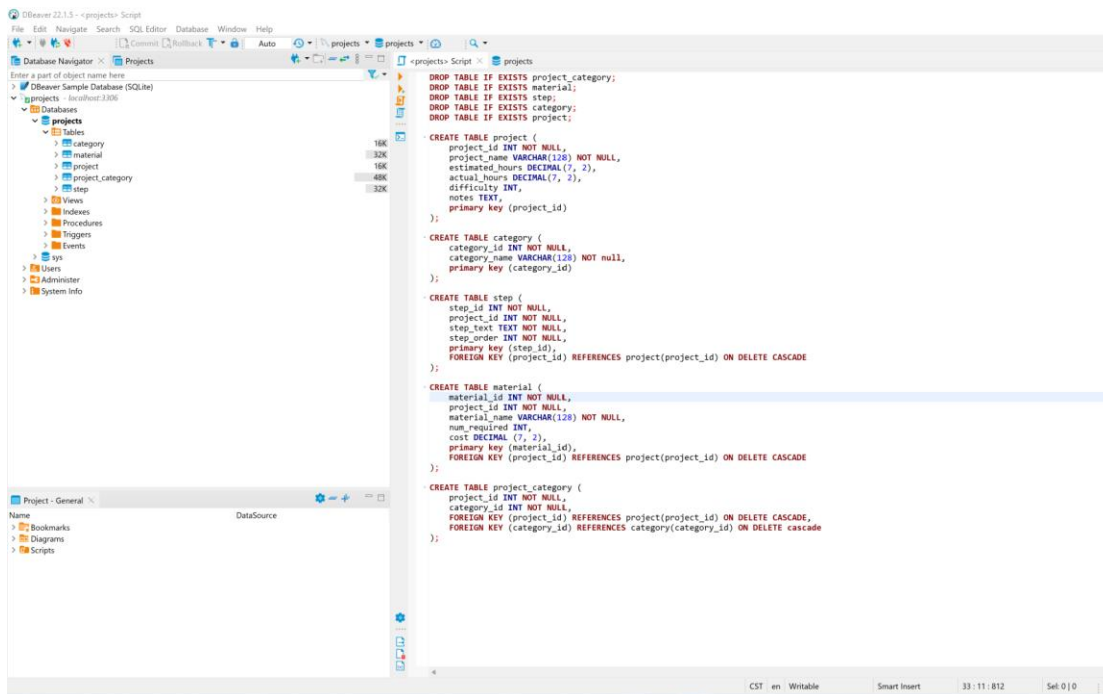 DBeaver 22.1.5 - <projects> Script
File Edit Navigate Search SQL Editor Database Window Help
Commit Rollback Auto projects projects
Database Navigator Projects
Enter a part of object name here
DBeaver Sample Database (SQLite)
projects - localhost:3306
Databases
projects
Tables
category 16K
material 32K
project 16K
project_category 48K
step 32K
Views
Indexes
Procedures
Triggers
Events
sys
Users
Administer
System Info
Project - General
Name DataSource
Bookmarks
Diagrams
Scripts
<projects> Script projects
DROP TABLE IF EXISTS project_category;
DROP TABLE IF EXISTS material;
DROP TABLE IF EXISTS step;
DROP TABLE IF EXISTS category;
DROP TABLE IF EXISTS project;
CREATE TABLE project (
project_id INT NOT NULL,
project_name VARCHAR(128) NOT NULL,
estimated_hours DECIMAL(7, 2),
actual_hours DECIMAL(7, 2),
difficulty INT,
notes TEXT,
primary key (project_id)
);
CREATE TABLE category (
category_id INT NOT NULL,
category_name VARCHAR(128) NOT null,
primary key (category_id)
);
CREATE TABLE step (
step_id INT NOT NULL,
project_id INT NOT NULL,
step_text TEXT NOT NULL,
step_order INT NOT NULL,
primary key (step_id),
FOREIGN KEY (project_id) REFERENCES project(project_id) ON DELETE CASCADE
);
CREATE TABLE material (
material_id INT NOT NULL,
project_id INT NOT NULL,
material_name VARCHAR(128) NOT NULL,
num_required INT,
cost DECIMAL (7, 2),
primary key (material_id),
FOREIGN KEY (project_id) REFERENCES project(project_id) ON DELETE CASCADE
);
CREATE TABLE project_category (
project_id INT NOT NULL,
category_id INT NOT NULL,
FOREIGN KEY (project_id) REFERENCES project(project_id) ON DELETE CASCADE,
FOREIGN KEY (category_id) REFERENCES category(category_id) ON DELETE cascade
);
CST en Writable Smart Insert 33 : 11 : 812 Sel: 0 | 0